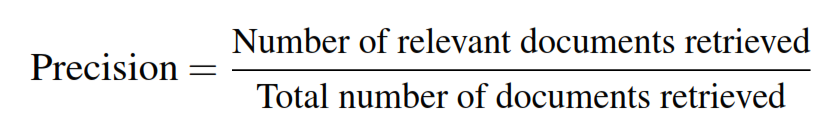 Precision = Number of relevant documents retrieved
Total number of documents retrieved